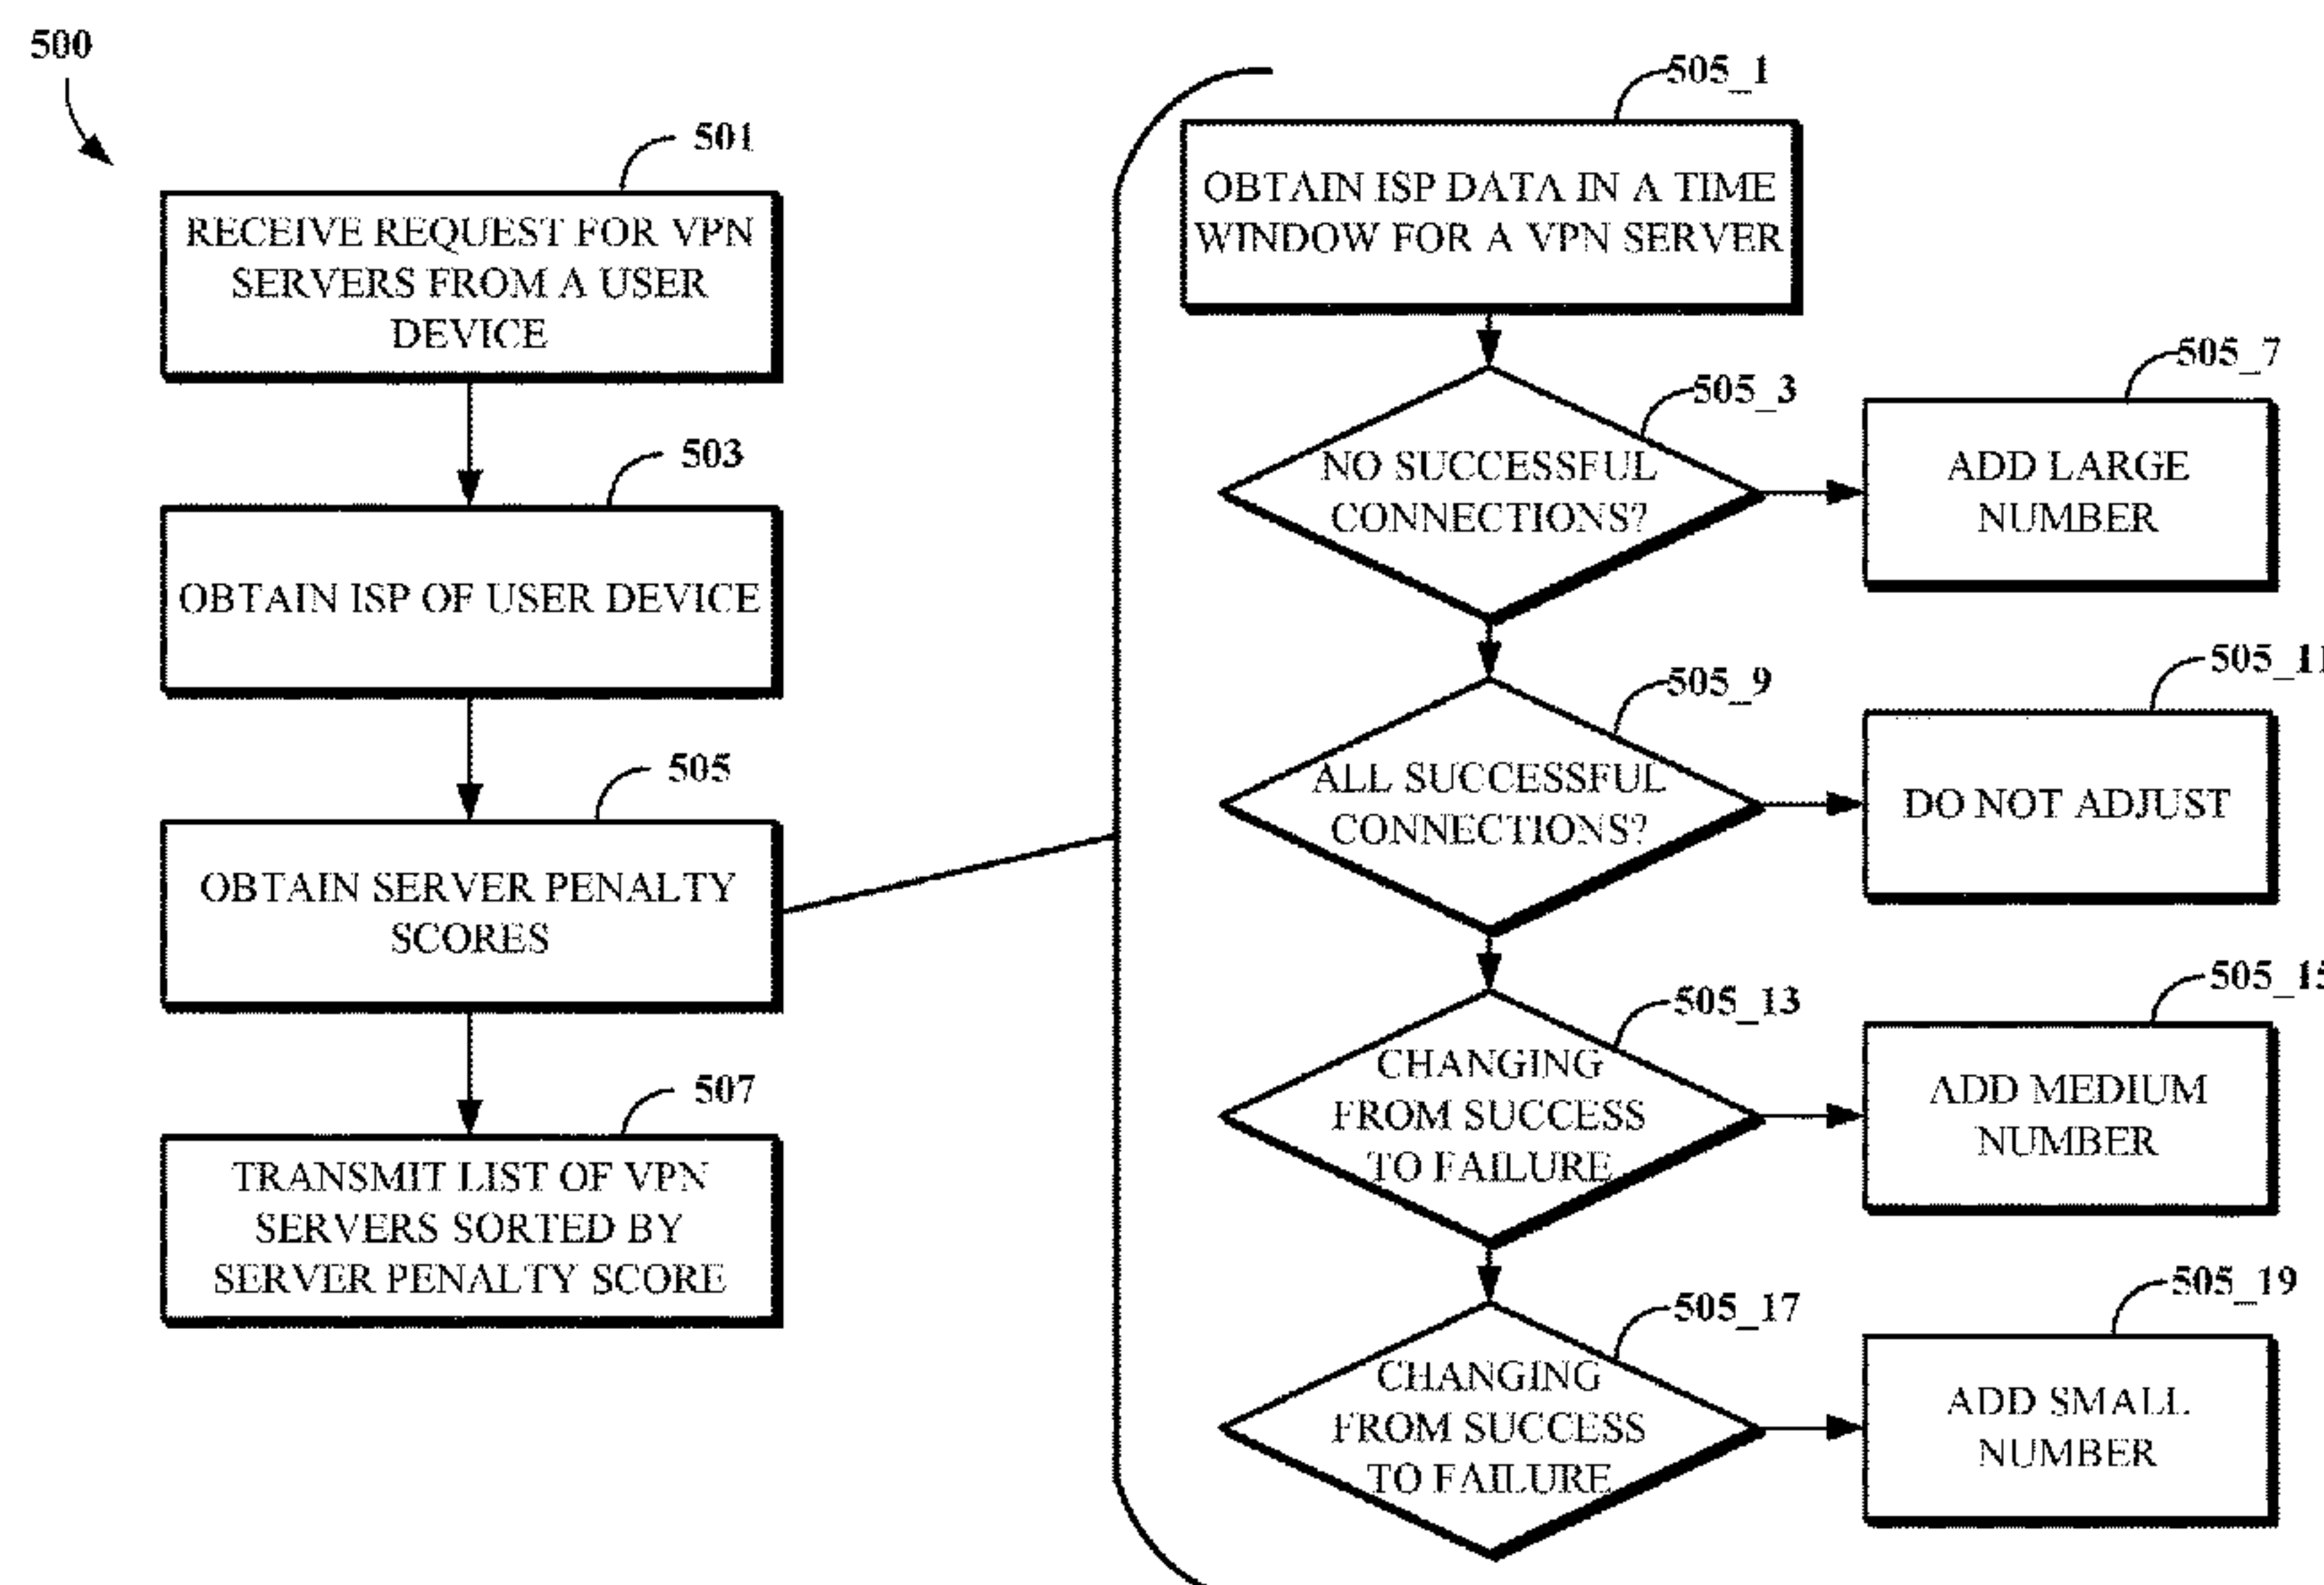 500
501
RECEIVE REQUEST FOR VPN
SERVERS FROM A USER
DEVICE
503
OBTAIN ISP OF USER DEVICE
505
OBTAIN SERVER PENALTY
SCORES
507
TRANSMIT LIST OF VPN
SERVERS SORTED BY
SERVER PENALTY SCORE
505_1
OBTAIN ISP DATA IN A TIME
WINDOW FOR A VPN SERVER
505_3
NO SUCCESSFUL
CONNECTIONS?
505_7
ADD LARGE
NUMBER
505_9
ALL SUCCESSFUL
CONNECTIONS?
505_11
DO NOT ADJUST
505_13
CHANGING
FROM SUCCESS
TO FAILURE
505_15
ADD MEDIUM
NUMBER
505_17
CHANGING
FROM SUCCESS
TO FAILURE
505_19
ADD SMALL
NUMBER